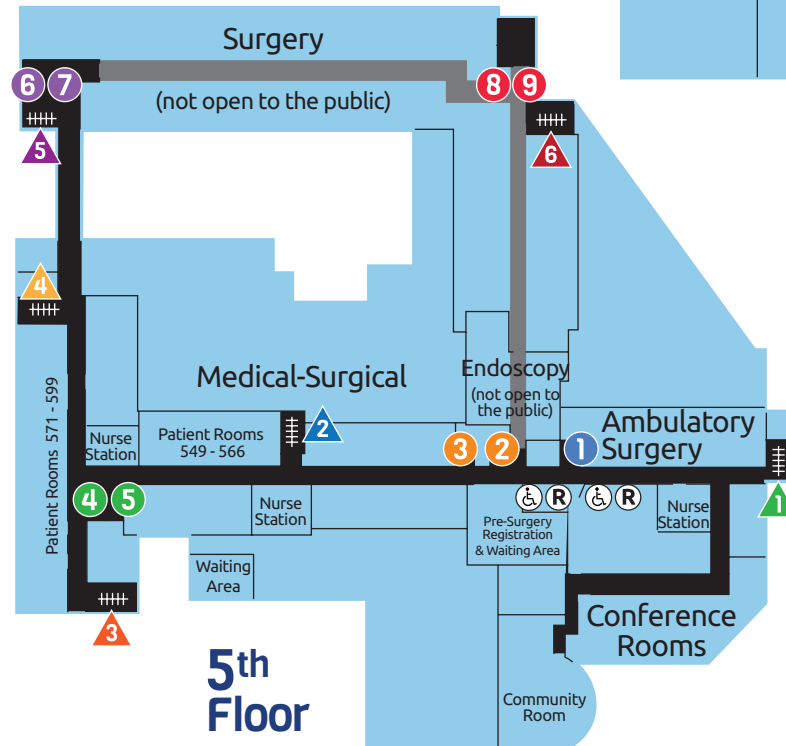 Surgery
(not open to the public)
6
7
8
9
5
6
4
Medical-Surgical
Endoscopy
(not open to
the public)
Ambulatory
Surgery
Patient Rooms 571 - 599
Nurse
Station
Patient Rooms
549 - 566
2
3
2
1
1
4
5
Nurse
Station
R
R
Pre-Surgery
Registration
& Waiting Area
Nurse
Station
Waiting
Area
3
Conference
Rooms
5th
Floor
Community
Room